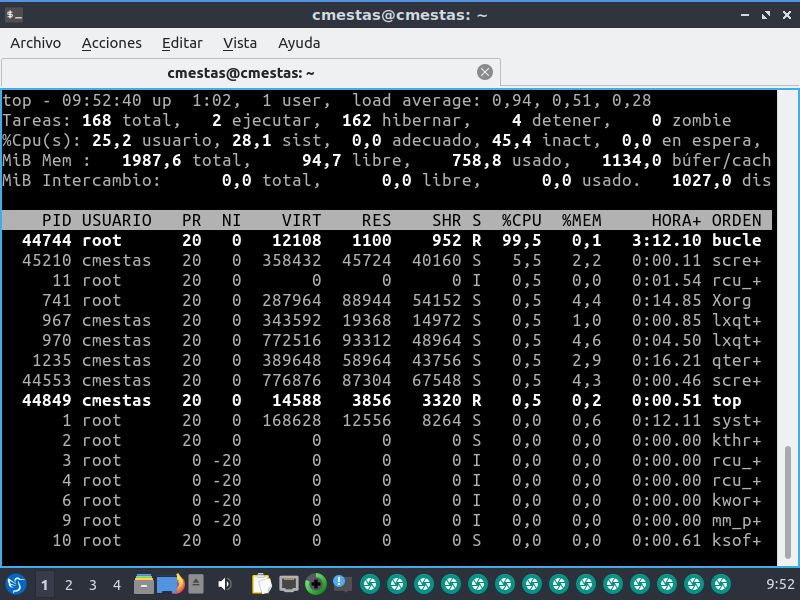 cmestas@cmestas: ~
Archivo Acciones Editar Vista Ayuda
cmestas@cmestas: ~
top - 09:52:40 up  1:02,  1 user,  load average: 0,94, 0,51, 0,28
Tareas: 168 total,   2 ejecutar,  162 hibernar,    4 detener,    0 zombie
%Cpu(s): 25,2 usuario, 28,1 sist,  0,0 adecuado, 45,4 inact,  0,0 en espera,
MiB Mem :   1987,6 total,     94,7 libre,    758,8 usado,   1134,0 búfer/cach
MiB Intercambio:      0,0 total,      0,0 libre,      0,0 usado.   1027,0 dis
PID USUARIO   PR  NI    VIRT    RES    SHR S  %CPU  %MEM     HORA+ ORDEN
44744 root      20   0   12108   1100    952 R  99,5   0,1   3:12.10 bucle
45210 cmestas   20   0  358432  45724  40160 S   5,5   2,2   0:00.11 scre+
11 root      20   0       0      0      0 I   0,5   0,0   0:01.54 rcu_+
741 root      20   0  287964  88944  54152 S   0,5   4,4   0:14.85 Xorg
967 cmestas   20   0  343592  19368  14972 S   0,5   1,0   0:00.85 lxqt+
970 cmestas   20   0  772516  93312  48964 S   0,5   4,6   0:04.50 lxqt+
1235 cmestas   20   0  389648  58964  43756 S   0,5   2,9   0:16.21 qter+
44553 cmestas   20   0  776876  87304  67548 S   0,5   4,3   0:00.46 scre+
44849 cmestas   20   0   14588   3856   3320 R   0,5   0,2   0:00.51 top
1 root      20   0  168628  12556   8264 S   0,0   0,6   0:12.11 syst+
2 root      20   0       0      0      0 S   0,0   0,0   0:00.00 kthr+
3 root       0 -20       0      0      0 I   0,0   0,0   0:00.00 rcu_+
4 root       0 -20       0      0      0 I   0,0   0,0   0:00.00 rcu_+
6 root       0 -20       0      0      0 I   0,0   0,0   0:00.00 kwor+
9 root       0 -20       0      0      0 I   0,0   0,0   0:00.00 mm_p+
10 root      20   0       0      0      0 S   0,0   0,0   0:00.61 ksof+
1 2 3 4 9:52